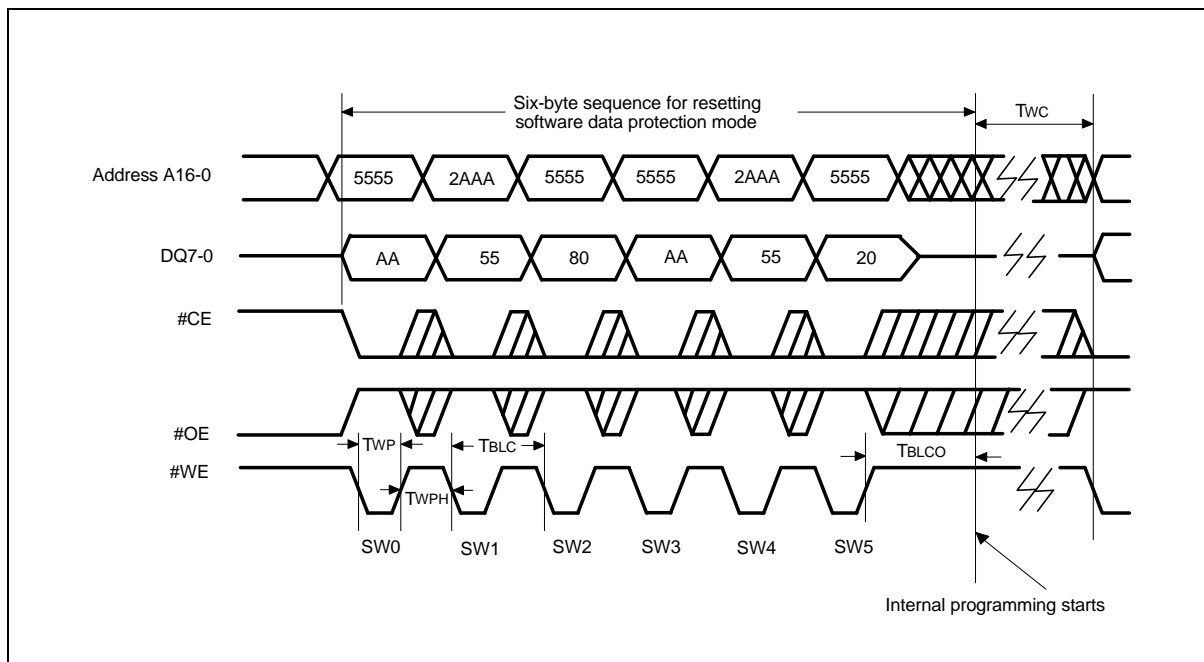 Six-byte sequence for resetting
software data protection mode
TWC
Address A16-0
5555 2AAA 5555 5555 2AAA 5555
DQ7-0
AA 55 80 AA 55 20
#CE
#OE
TWP TBLC TBLCO
#WE
TWPH
SW0 SW1 SW2 SW3 SW4 SW5
Internal programming starts